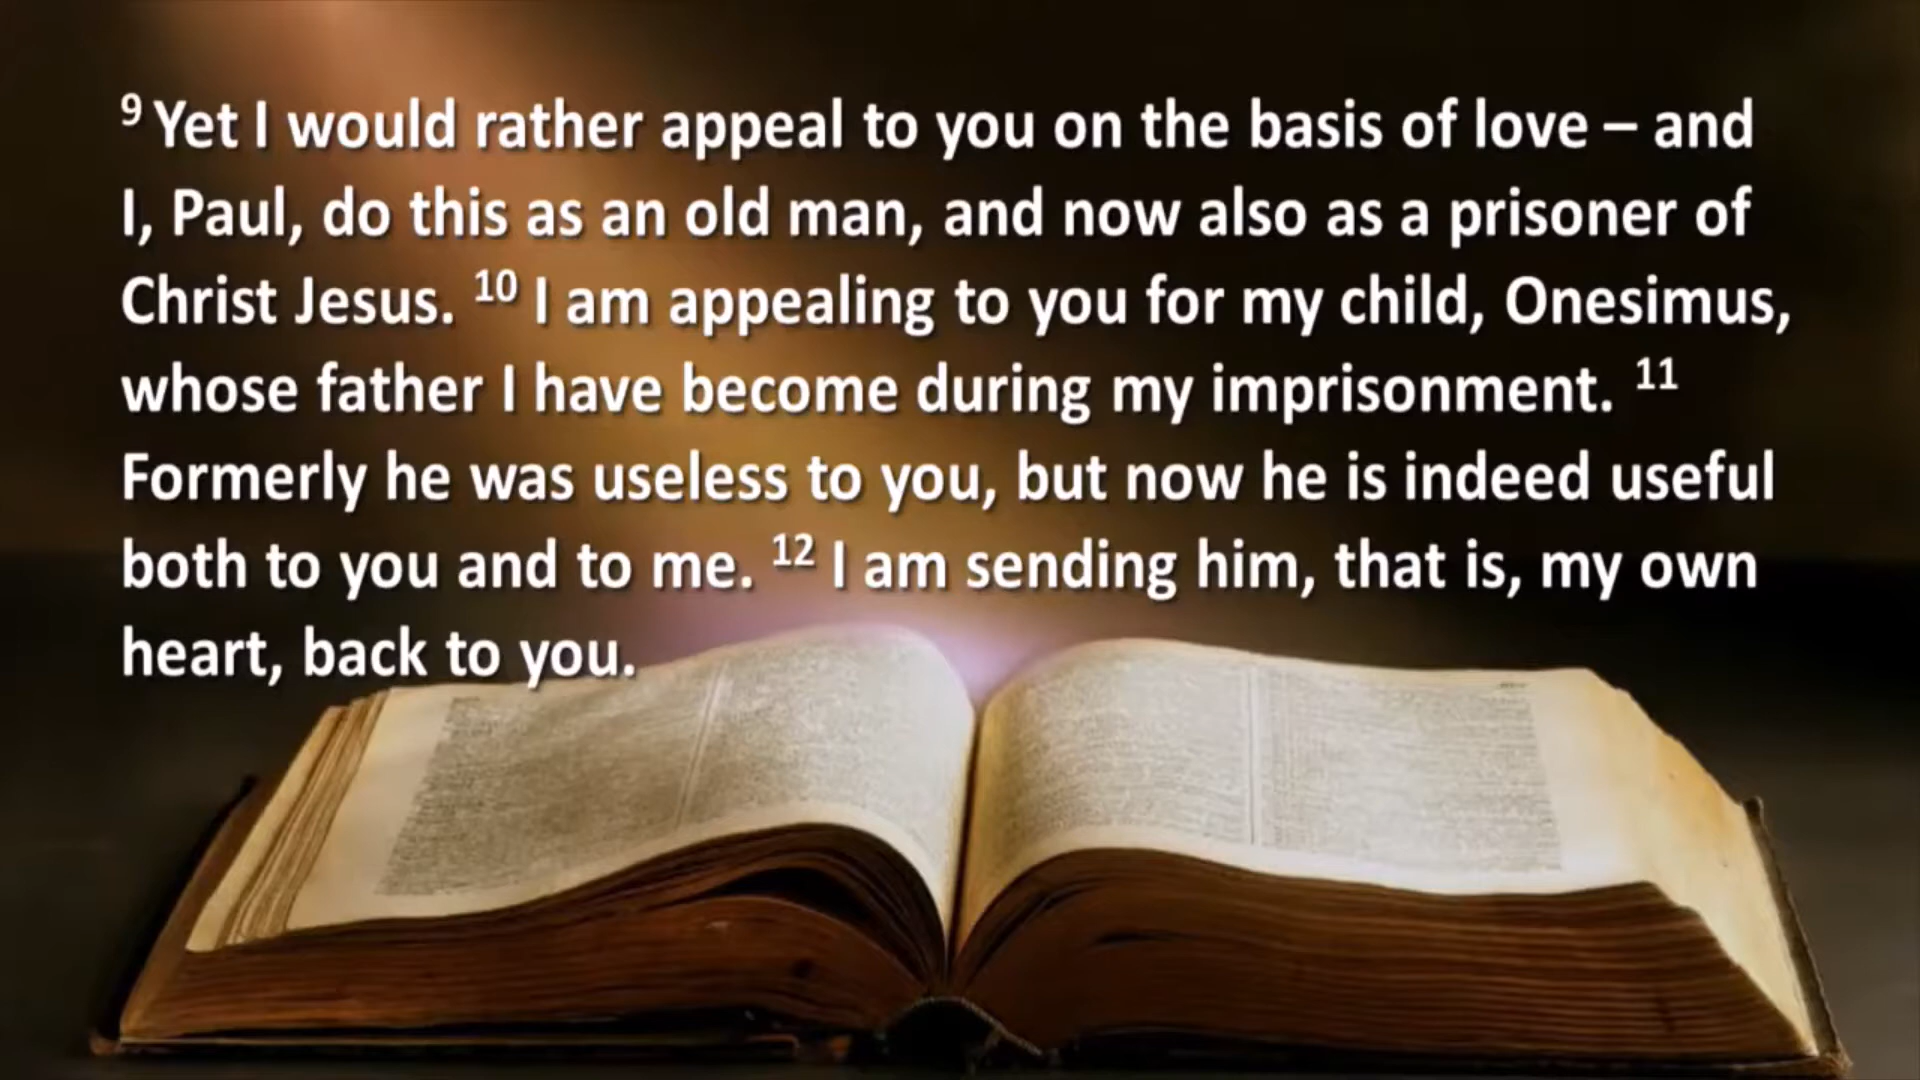 9 Yet I would rather appeal to you on the basis of love – and
I, Paul, do this as an old man, and now also as a prisoner of
Christ Jesus. 10 I am appealing to you for my child, Onesimus,
whose father I have become during my imprisonment. 11
Formerly he was useless to you, but now he is indeed useful
both to you and to me. 12 I am sending him, that is, my own
heart, back to you.